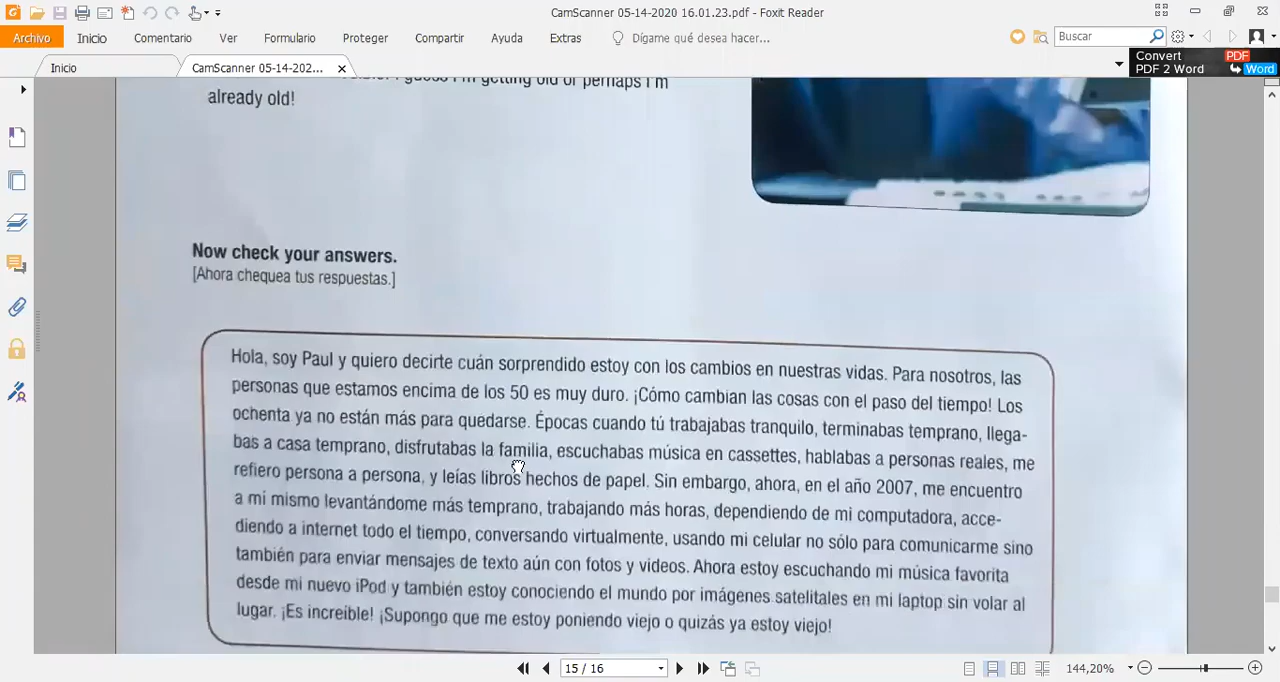 CamScanner 05-14-2020 16.01.23.pdf - Foxit Reader
Archivo Inicio Comentario Ver Formulario Proteger Compartir Ayuda Extras Dígame qué desea hacer... Buscar
Convert PDF
PDF 2 Word Word
Inicio CamScanner 05-14-202...
I guess I'm getting old or perhaps I'm
already old!
Now check your answers.
[Ahora chequea tus respuestas.]
Hola, soy Paul y quiero decirte cuán sorprendido estoy con los cambios en nuestras vidas. Para nosotros, las
personas que estamos encima de los 50 es muy duro. ¡Cómo cambian las cosas con el paso del tiempo! Los
ochenta ya no están más para quedarse. Épocas cuando tú trabajabas tranquilo, terminabas temprano, llega-
bas a casa temprano, disfrutabas la familia, escuchabas música en cassettes, hablabas a personas reales, me
refiero persona a persona, y leías libros hechos de papel. Sin embargo, ahora, en el año 2007, me encuentro
a mi mismo levantándome más temprano, trabajando más horas, dependiendo de mi computadora, acce-
diendo a internet todo el tiempo, conversando virtualmente, usando mi celular no sólo para comunicarme sino
también para enviar mensajes de texto aún con fotos y videos. Ahora estoy escuchando mi música favorita
desde mi nuevo iPod y también estoy conociendo el mundo por imágenes satelitales en mi laptop sin volar al
lugar. ¡Es increíble! ¡Supongo que me estoy poniendo viejo o quizás ya estoy viejo!
15 / 16
144,20%